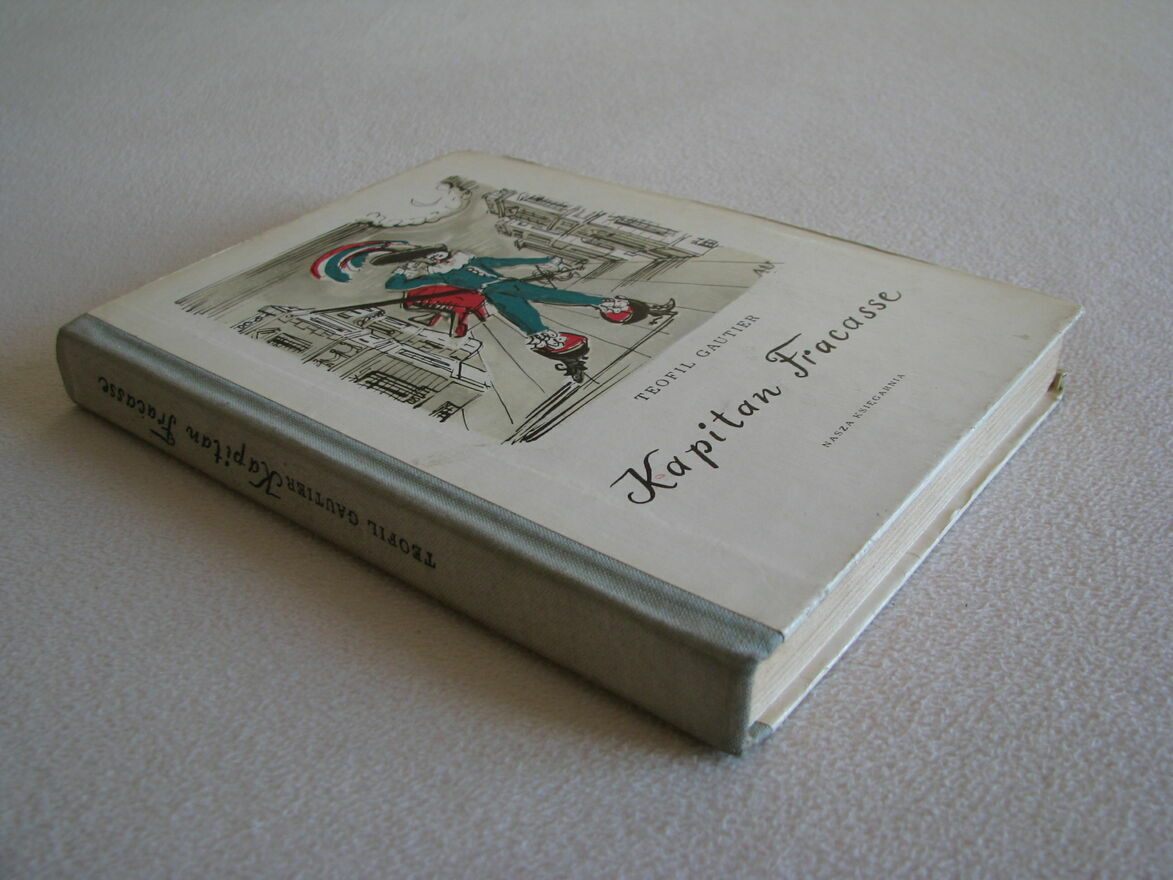 TEOFIL GAUTIER
Kapitan Fracasse
NASZA KSIĘGARNIA
TEOFIL GAUTIER Kapitan Fracasse